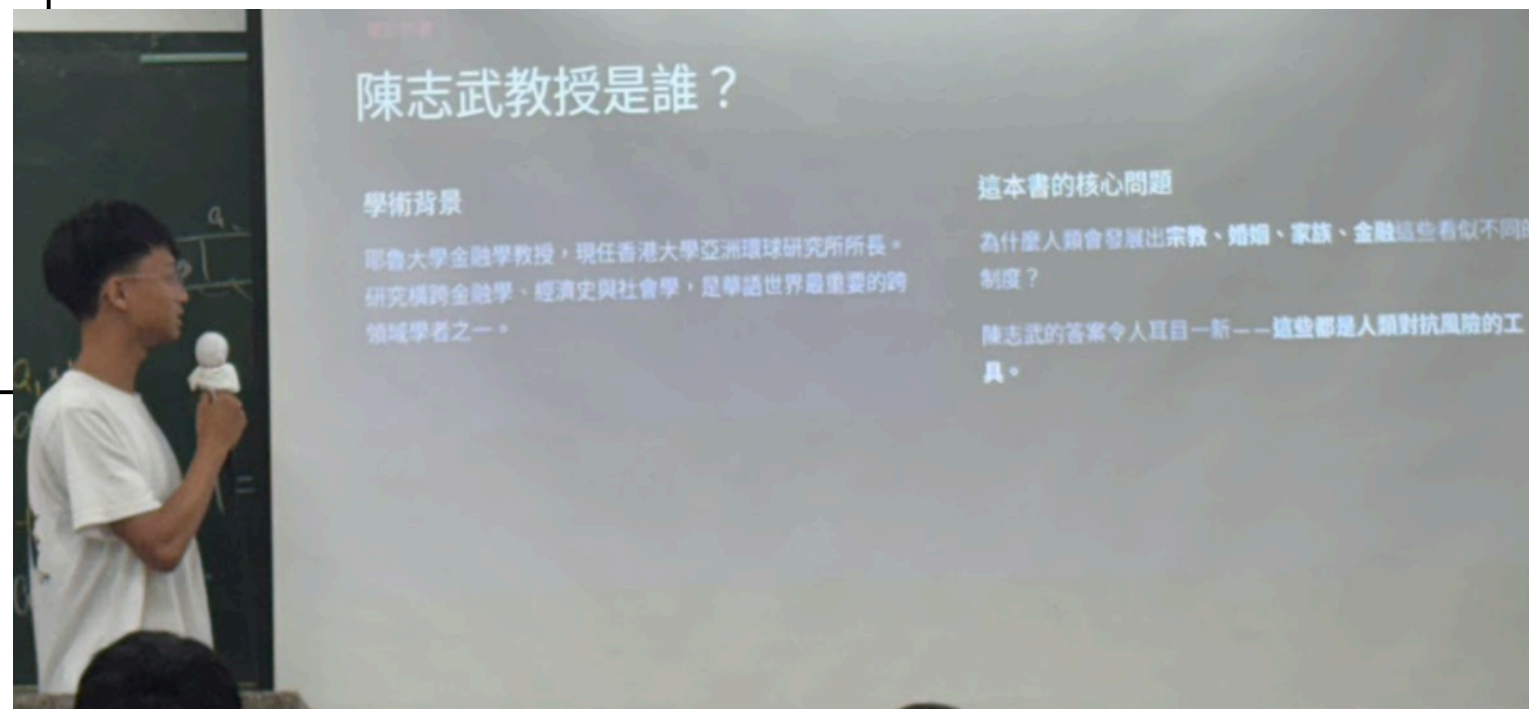 陳志武教授是誰？
學術背景
耶魯大學金融學教授，現任香港大學亞洲環球研究所所長。
研究橫跨金融學、經濟史與社會學，是華語世界最重要的跨
領域學者之一。
這本書的核心問題
為什麼人類會發展出宗教、婚姻、家族、金融這些看似不同的
制度？
陳志武的答案令人耳目一新——這些都是人類對抗風險的工
具。